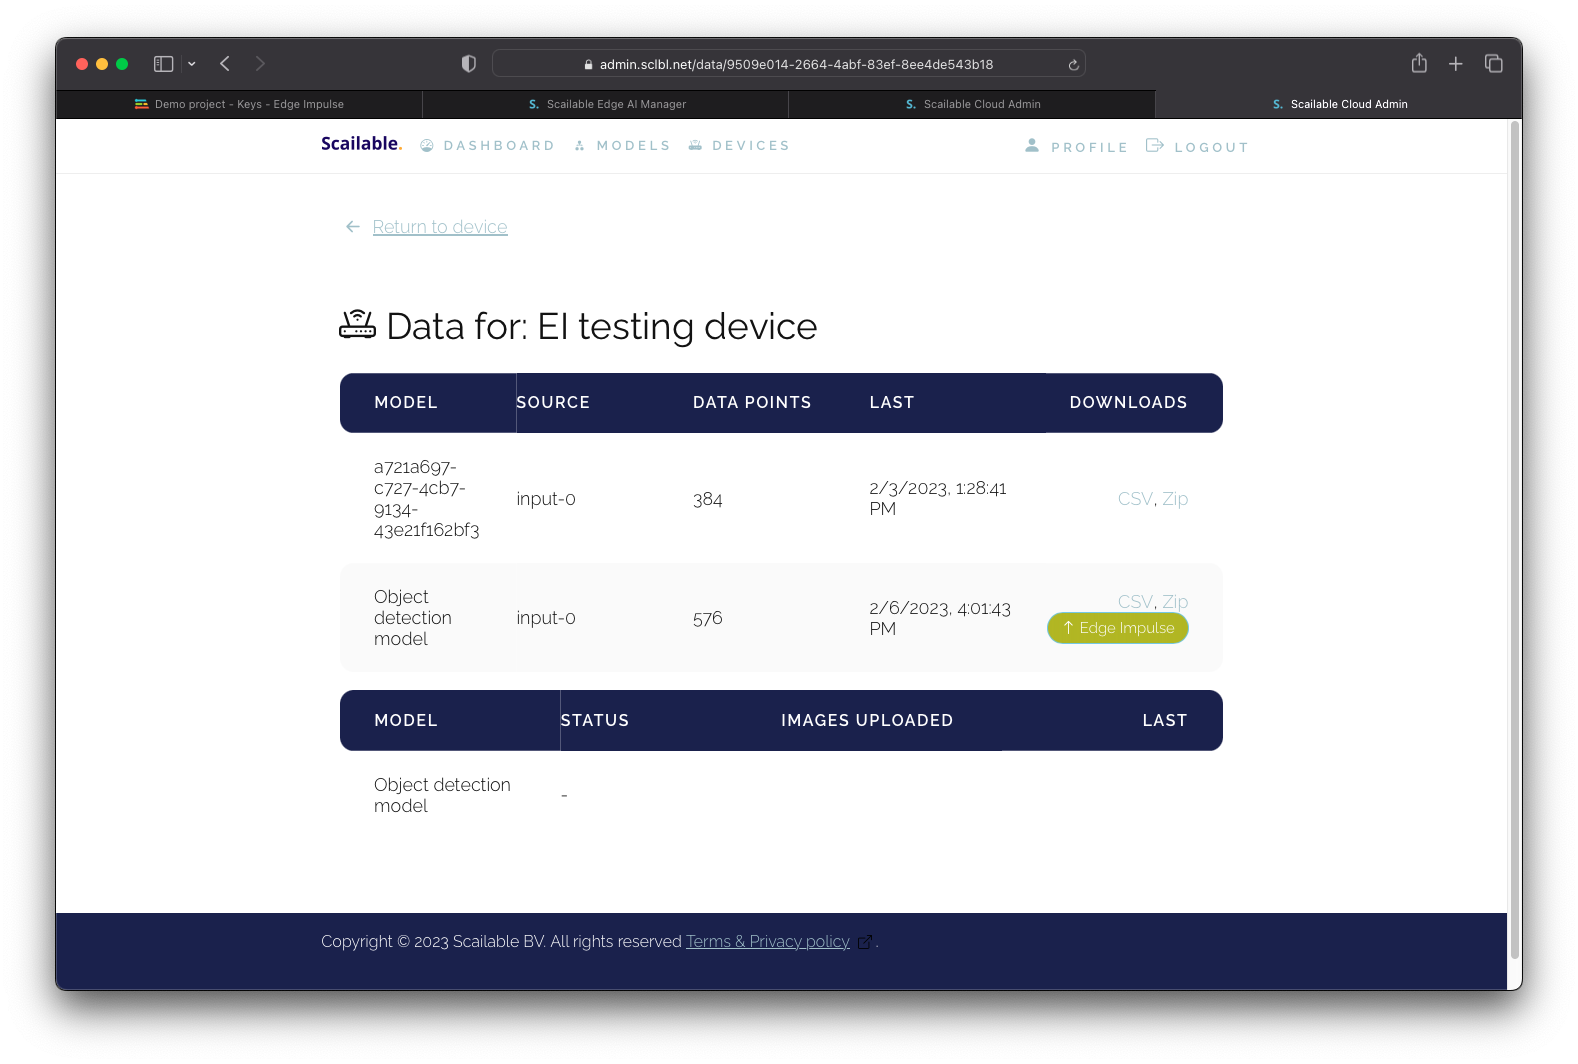 admin.sclbl.net/data/9509e014-2664-4abf-83ef-8ee4de543b18
Demo project - Keys - Edge Impulse
S. Scailable Edge AI Manager
S. Scailable Cloud Admin
S. Scailable Cloud Admin
Scailable. DASHBOARD MODELS DEVICES PROFILE LOGOUT
← Return to device
Data for: EI testing device
MODEL SOURCE DATA POINTS LAST DOWNLOADS
a721a697-
c727-4cb7-
9134-
43e21f162bf3
input-0
384
2/3/2023, 1:28:41
PM
CSV, Zip
Object
detection
model
input-0
576
2/6/2023, 4:01:43
PM
CSV, Zip
↑ Edge Impulse
MODEL STATUS IMAGES UPLOADED LAST
Object detection
model
-
Copyright © 2023 Scailable BV. All rights reserved Terms & Privacy policy .